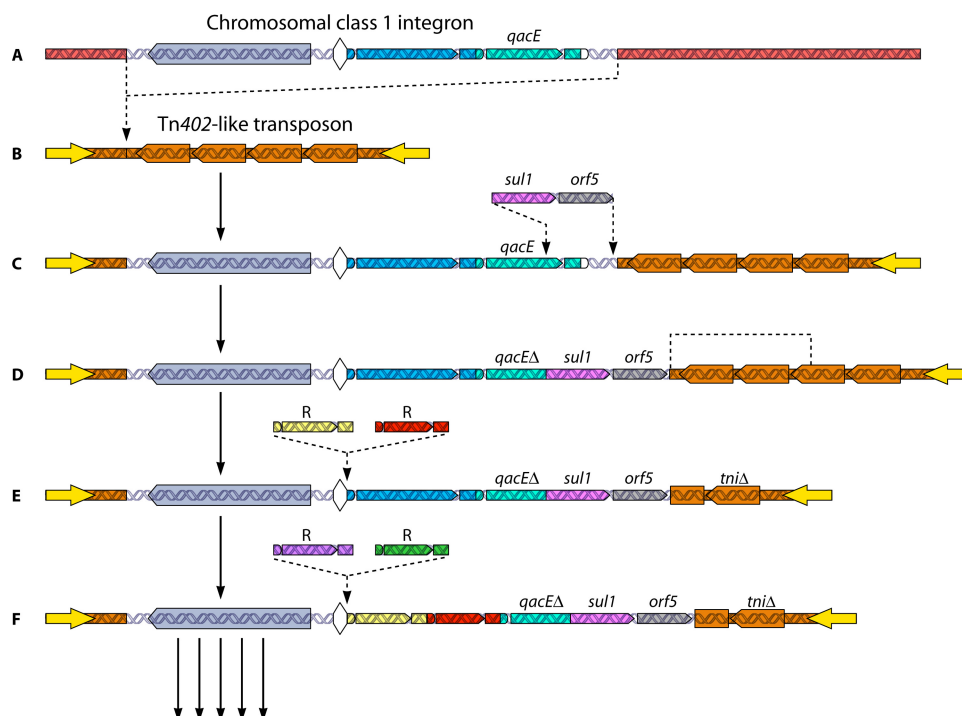 Chromosomal class 1 integron
qacE
A
Tn402-like transposon
B
sul1 orf5
qacE
C
qacEΔ sul1 orf5
D
R R
qacEΔ sul1 orf5 tniΔ
E
R R
qacEΔ sul1 orf5 tniΔ
F